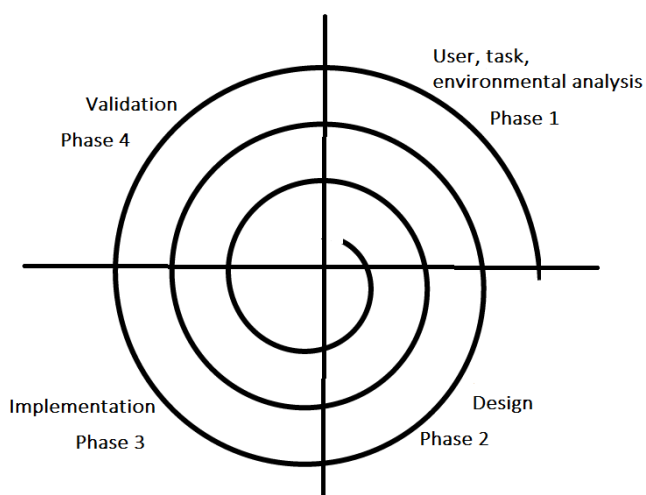 User, task,
environmental analysis
Phase 1
Validation
Phase 4
Implementation
Phase 3
Design
Phase 2